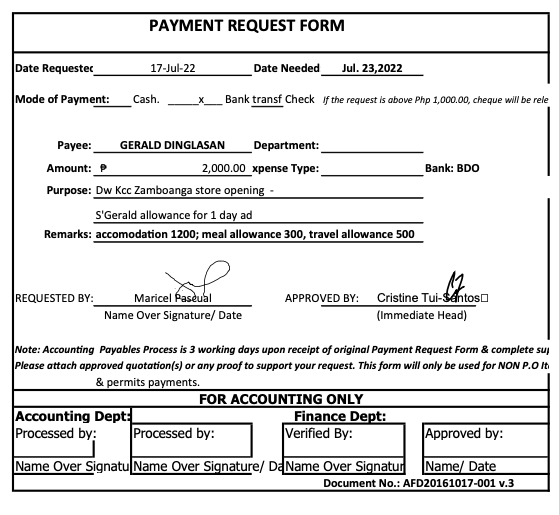 PAYMENT REQUEST FORM
Date Requested 17-Jul-22 Date Needed Jul. 23,2022
Mode of Payment: ____ Cash. _____x___ Bank transf Check If the request is above Php 1,000.00, cheque will be rele
Payee: GERALD DINGLASAN Department:
Amount: ₱ 2,000.00 xpense Type: Bank: BDO
Purpose: Dw Kcc Zamboanga store opening -
S'Gerald allowance for 1 day ad
Remarks: accomodation 1200; meal allowance 300, travel allowance 500
REQUESTED BY: Maricel Pascual APPROVED BY: Cristine Tui-Santos□
Name Over Signature/ Date (Immediate Head)
Note: Accounting Payables Process is 3 working days upon receipt of original Payment Request Form & complete sup
Please attach approved quotation(s) or any proof to support your request. This form will only be used for NON P.O It
& permits payments.
FOR ACCOUNTING ONLY
Accounting Dept: Finance Dept:
Processed by: Processed by: Verified By: Approved by:
Name Over Signatu Name Over Signature/ Da Name Over Signatur Name/ Date
Document No.: AFD20161017-001 v.3